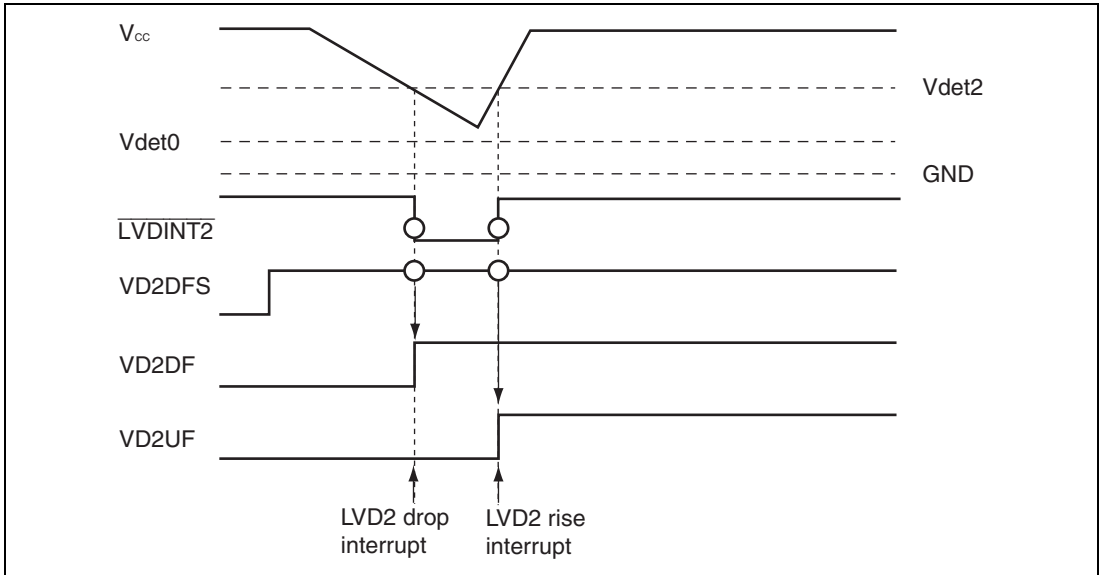 Vcc
Vdet2
Vdet0
GND
LVDINT2
VD2DFS
VD2DF
VD2UF
LVD2 drop
interrupt
LVD2 rise
interrupt